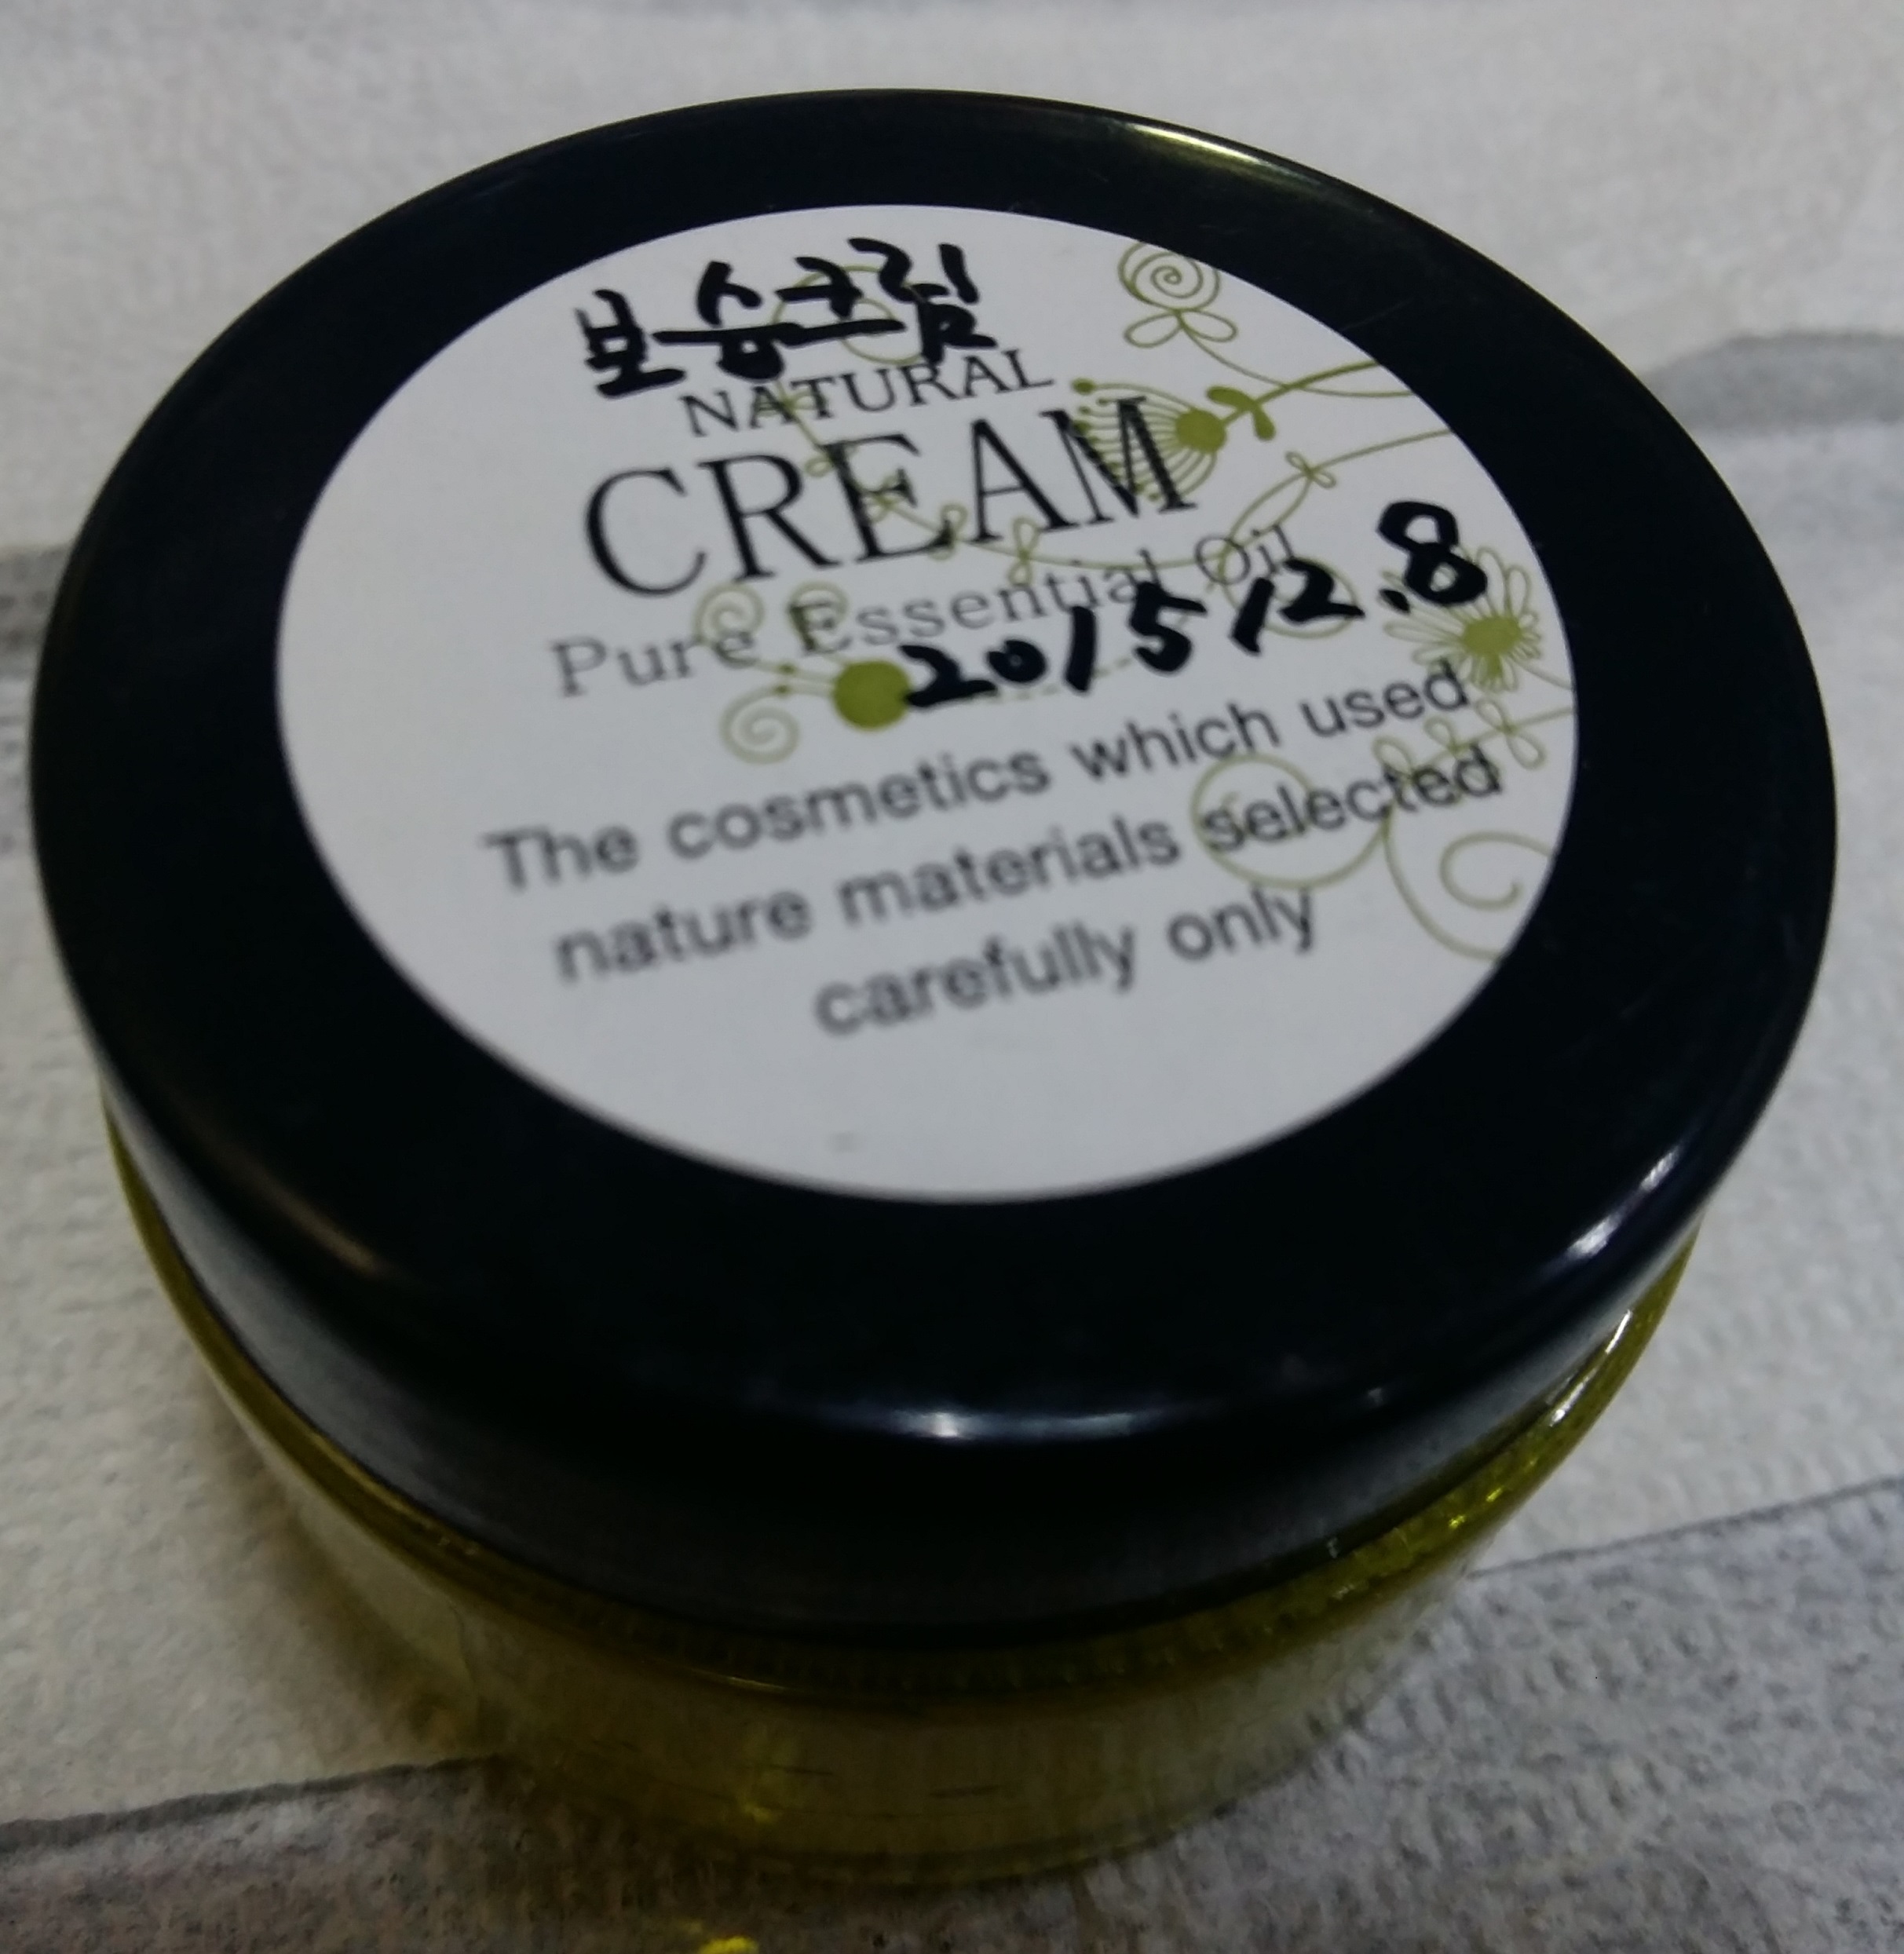 보습크림
NATURAL
CREAM
Pure Essential Oil
2015 12.8
The cosmetics which used
nature materials selected
carefully only